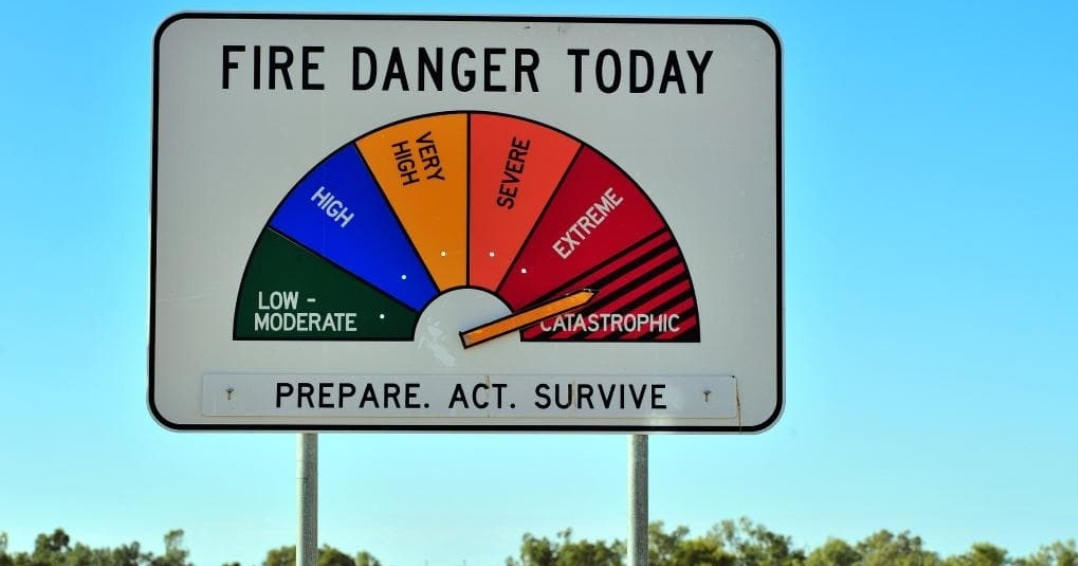 FIRE DANGER TODAY
LOW -
MODERATE
HIGH
VERY
HIGH
SEVERE
EXTREME
CATASTROPHIC
PREPARE. ACT. SURVIVE